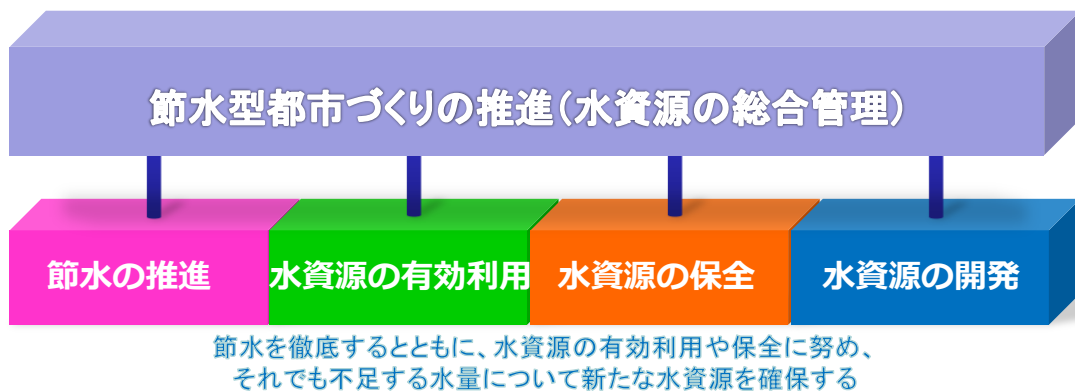 節水型都市づくりの推進(水資源の総合管理)
節水の推進
水資源の有効利用
水資源の保全
水資源の開発
節水を徹底するとともに、水資源の有効利用や保全に努め、
それでも不足する水量について新たな水資源を確保する